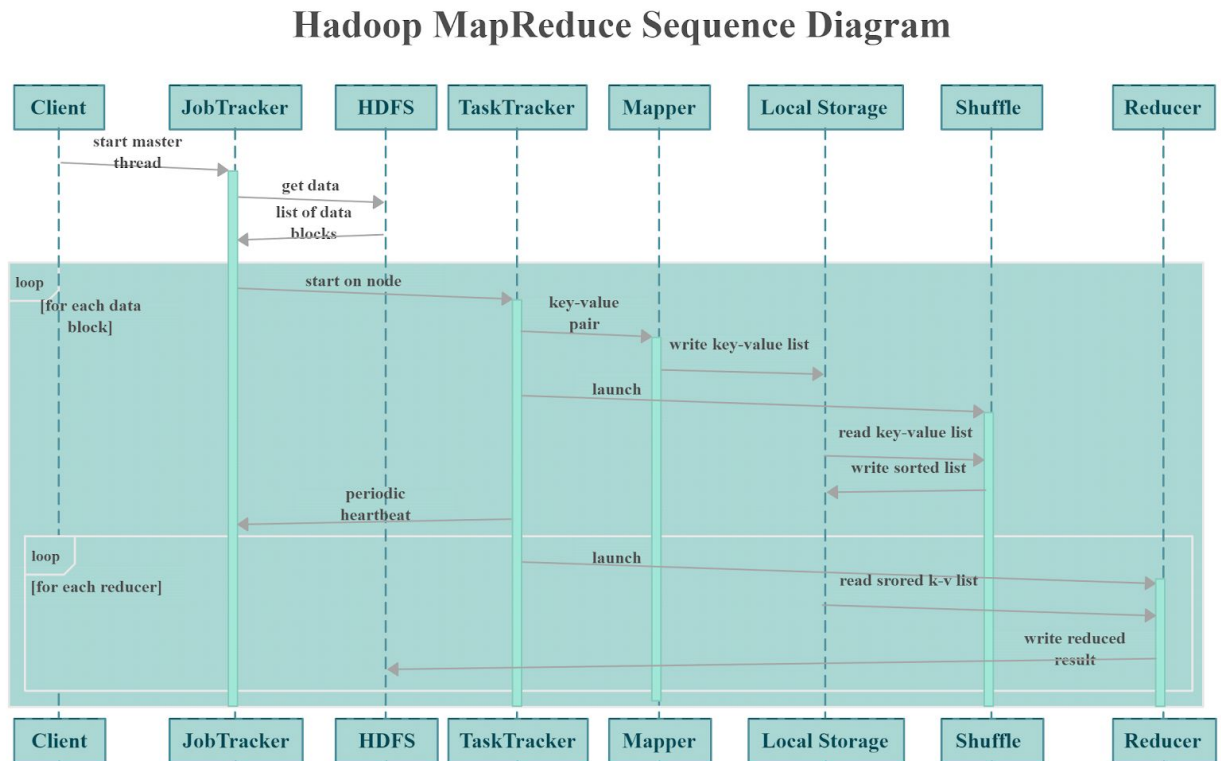 Hadoop MapReduce Sequence Diagram
Client
JobTracker
HDFS
TaskTracker
Mapper
Local Storage
Shuffle
Reducer
start master
thread
get data
list of data
blocks
loop
[for each data
block]
start on node
key-value
pair
write key-value list
launch
read key-value list
write sorted list
periodic
heartbeat
loop
[for each reducer]
launch
read srored k-v list
write reduced
result
Client
JobTracker
HDFS
TaskTracker
Mapper
Local Storage
Shuffle
Reducer